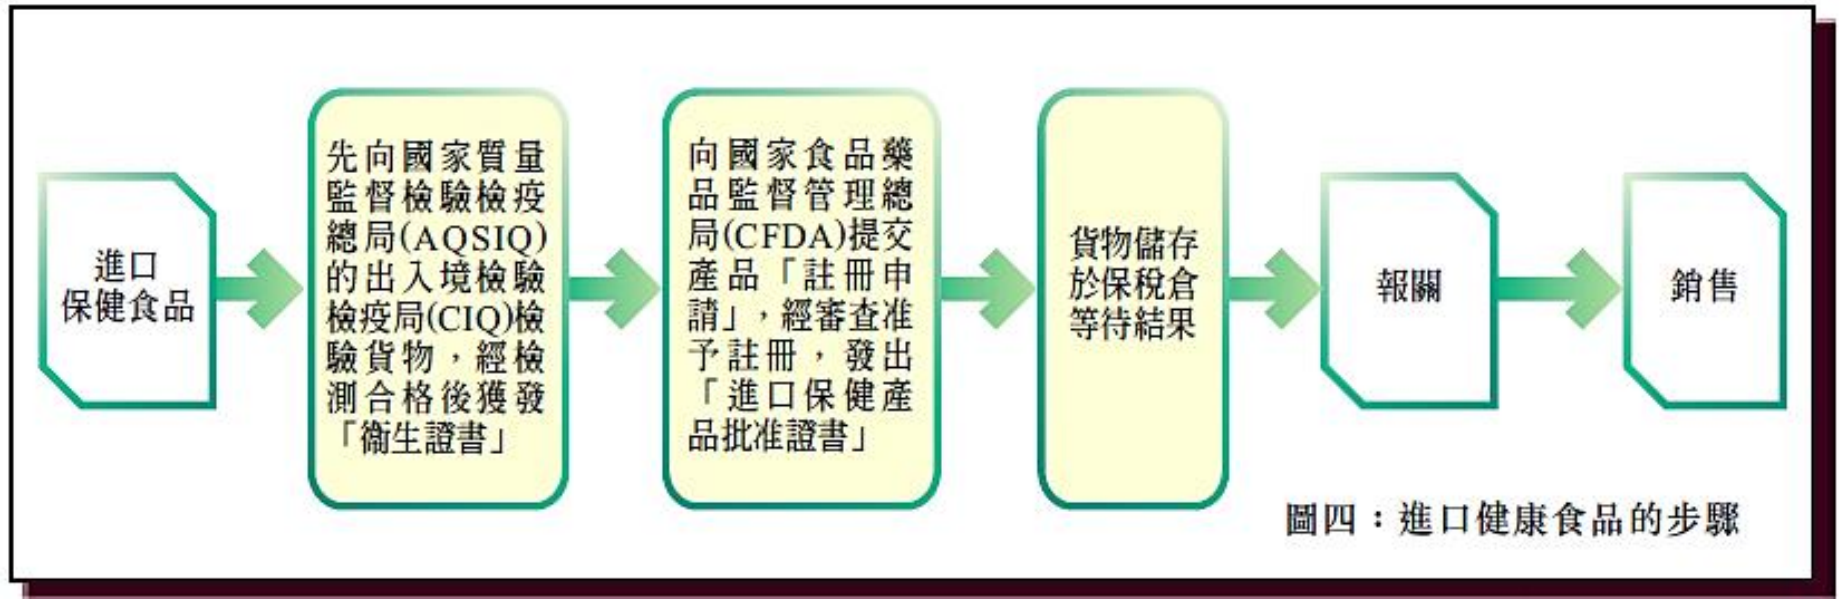 進口
保健食品
先向國家質量
監督檢驗檢疫
總局(AQSIQ)
的出入境檢驗
檢疫局(CIQ)檢
驗貨物，經檢
測合格後獲發
「衞生證書」
向國家食品藥
品監督管理總
局(CFDA)提交
產品「註冊申
請」，經審查准
予註冊，發出
「進口保健產
品批准證書」
貨物儲存
於保稅倉
等待結果
報關
銷售
圖四：進口健康食品的步驟